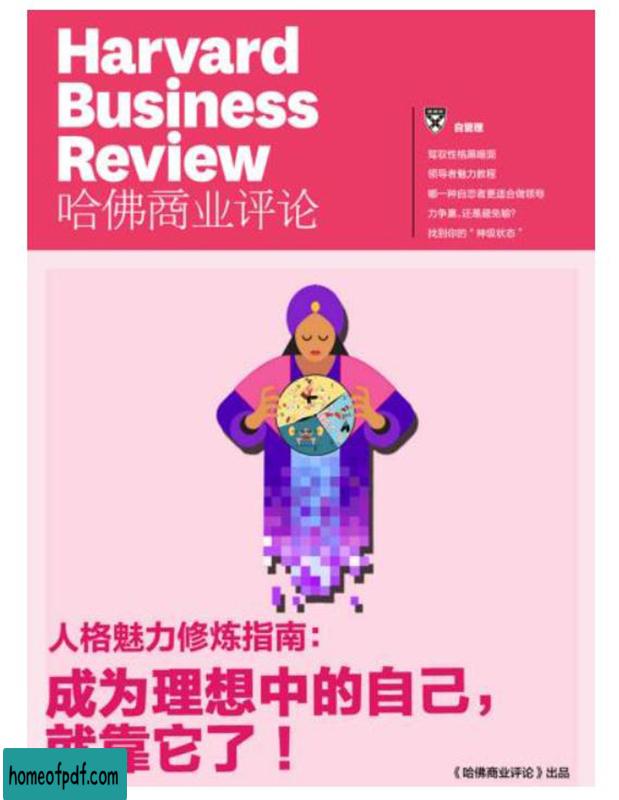 Harvard
Business
Review
哈佛商业评论
自管理
驾驭性格黑暗面
领导者魅力教程
哪一种自恋者更适合做领导
力争赢，还是避免输？
找到你的“神级状态”
人格魅力修炼指南：
成为理想中的自己，
就靠它了！
《哈佛商业评论》出品
homeofpdf.com